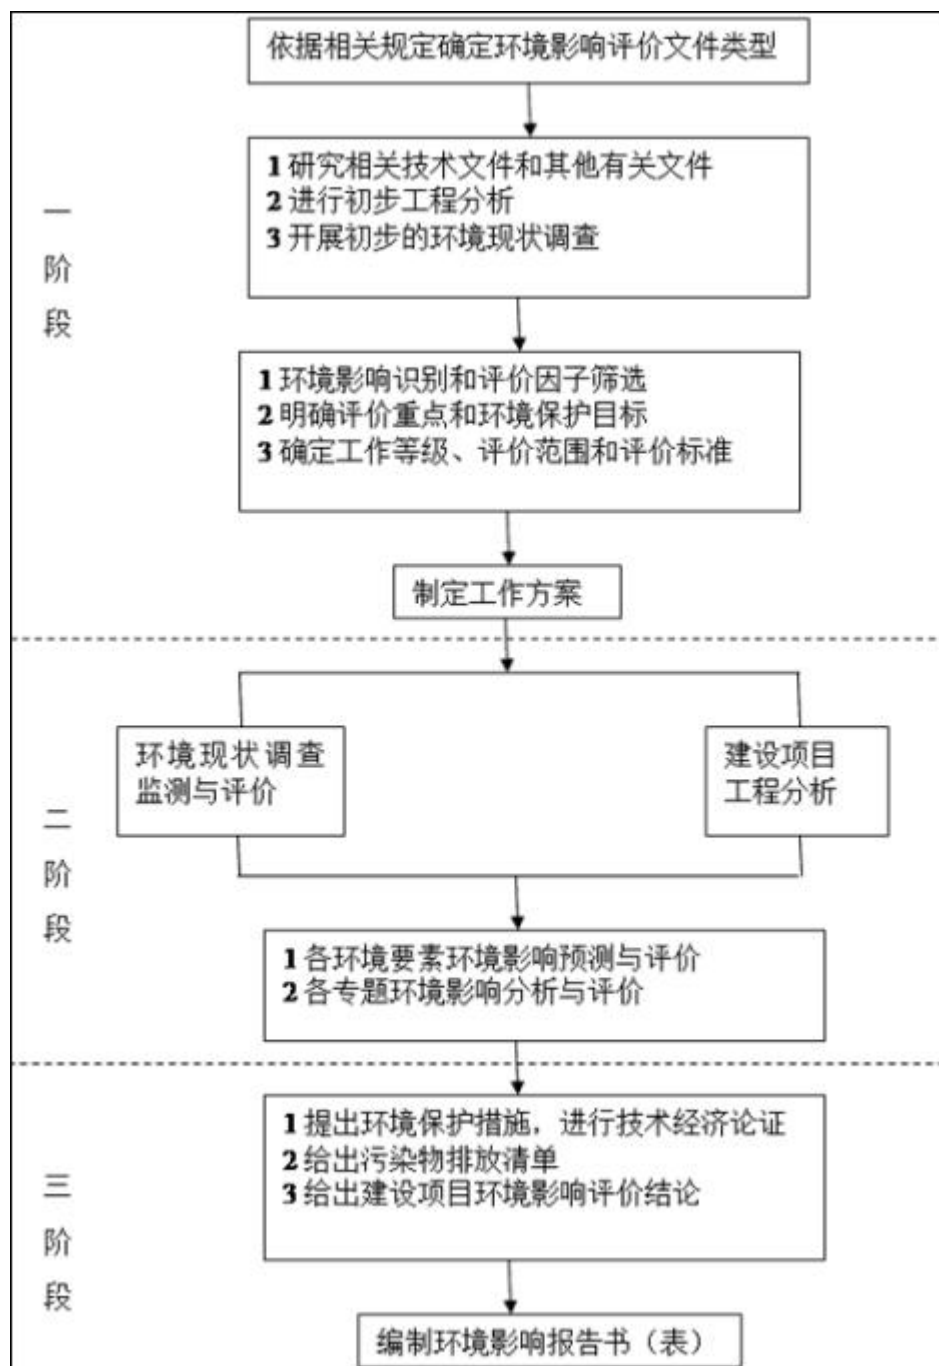 依据相关规定确定环境影响评价文件类型
1 研究相关技术文件和其他有关文件
2 进行初步工程分析
3 开展初步的环境现状调查
一
阶
段
1 环境影响识别和评价因子筛选
2 明确评价重点和环境保护目标
3 确定工作等级、评价范围和评价标准
制定工作方案
环境现状调查
监测与评价
建设项目
工程分析
二
阶
段
1 各环境要素环境影响预测与评价
2 各专题环境影响分析与评价
1 提出环境保护措施，进行技术经济论证
2 给出污染物排放清单
3 给出建设项目环境影响评价结论
三
阶
段
编制环境影响报告书（表）